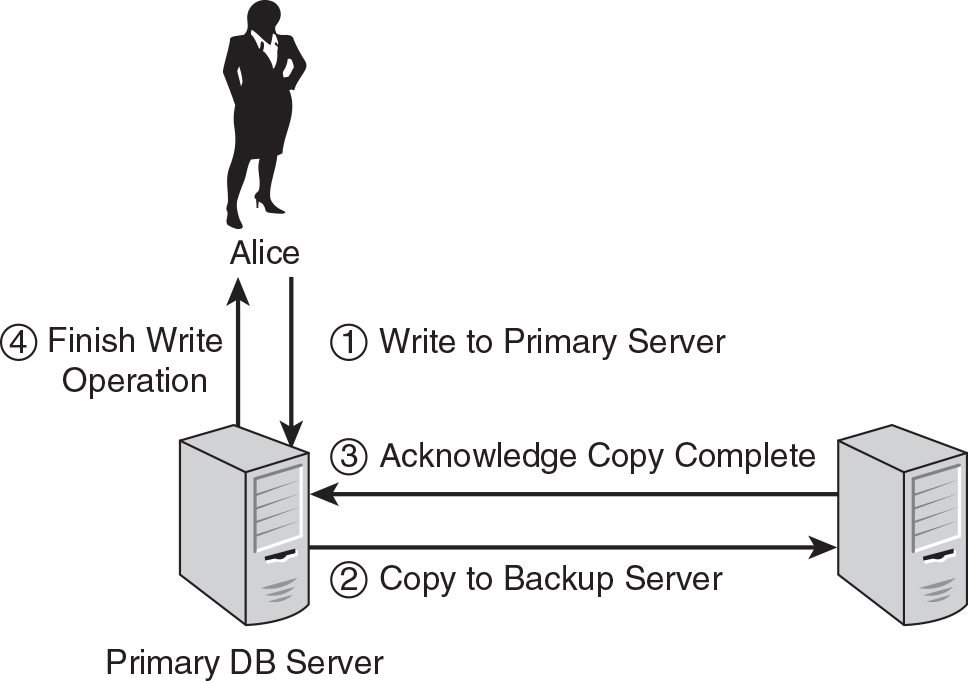 Alice
④ Finish Write
Operation
① Write to Primary Server
③ Acknowledge Copy Complete
② Copy to Backup Server
Primary DB Server